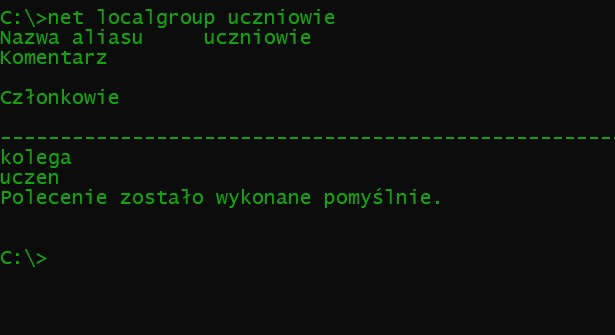 C:\>net localgroup uczniowie
Nazwa aliasu     uczniowie
Komentarz
Członkowie
-----------------------------------------------------
kolega
uczen
Polecenie zostało wykonane pomyślnie.
C:\>